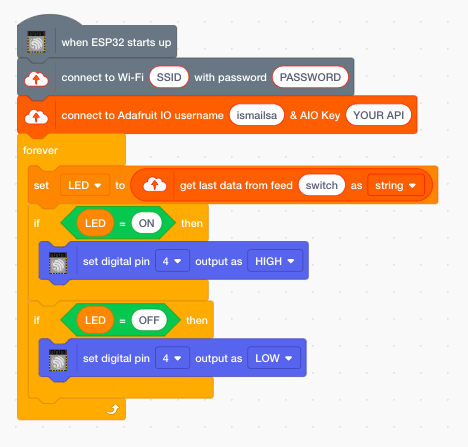 when ESP32 starts up
connect to Wi-Fi SSID with password PASSWORD
connect to Adafruit IO username ismailsa & AIO Key YOUR API
forever
set LED to get last data from feed switch as string
if LED = ON then
set digital pin 4 output as HIGH
if LED = OFF then
set digital pin 4 output as LOW